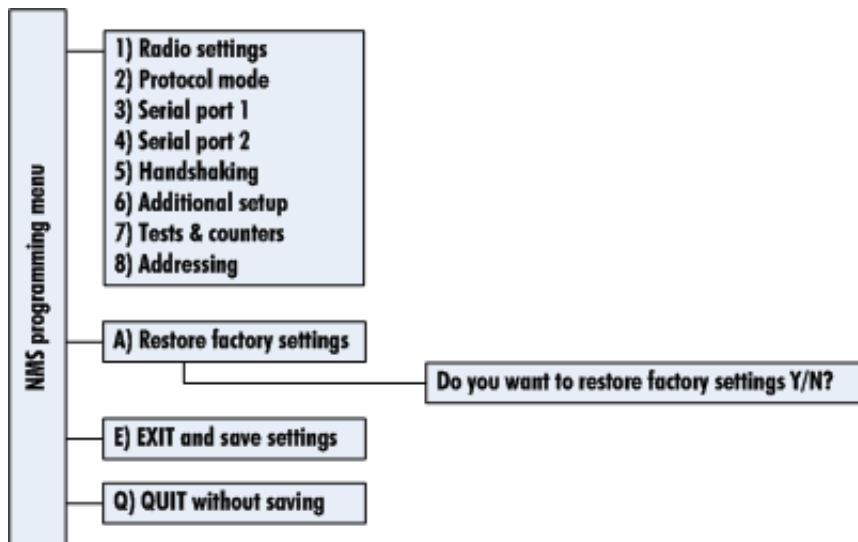 NMS programming menu
1) Radio settings
2) Protocol mode
3) Serial port 1
4) Serial port 2
5) Handshaking
6) Additional setup
7) Tests & counters
8) Addressing
A) Restore factory settings
Do you want to restore factory settings Y/N?
E) EXIT and save settings
Q) QUIT without saving